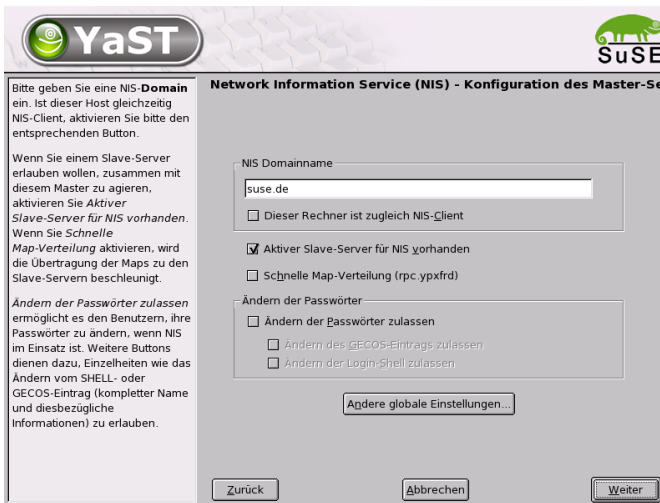 YaST
SuSE
Bitte geben Sie eine NIS-Domain
ein. Ist dieser Host gleichzeitig
NIS-Client, aktivieren Sie bitte den
entsprechenden Button.
Wenn Sie einem Slave-Server
erlauben wollen, zusammen mit
diesem Master zu agieren,
aktivieren Sie Aktiver
Slave-Server für NIS vorhanden.
Wenn Sie Schnelle
Map-Verteilung aktivieren, wird
die Übertragung der Maps zu den
Slave-Servern beschleunigt.
Ändern der Passwörter zulassen
ermöglicht es den Benutzern, ihre
Passwörter zu ändern, wenn NIS
im Einsatz ist. Weitere Buttons
dienen dazu, Einzelheiten wie das
Ändern vom SHELL- oder
GECOS-Eintrag (kompletter Name
und diesbezügliche
Informationen) zu erlauben.
Network Information Service (NIS) - Konfiguration des Master-Se
NIS Domainname
suse.de
Dieser Rechner ist zugleich NIS-Client
Aktiver Slave-Server für NIS vorhanden
Schnelle Map-Verteilung (rpc.ypxfrd)
Ändern der Passwörter
Ändern der Passwörter zulassen
Ändern des GECOS-Eintrags zulassen
Ändern der Login-Shell zulassen
Andere globale Einstellungen...
Zurück
Abbrechen
Weiter